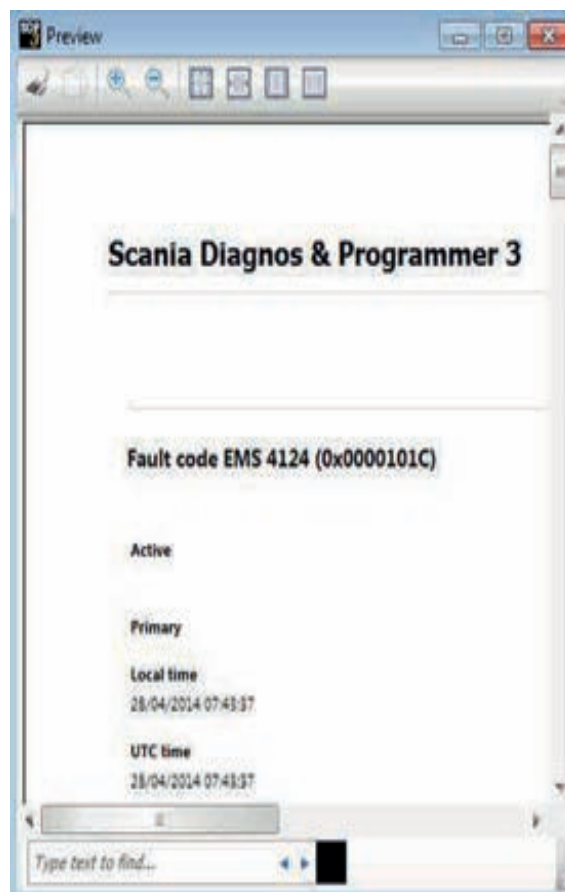 Preview
Scania Diagnos & Programmer 3
Fault code EMS 4124 (0x0000101C)
Active
Primary
Local time
28/04/2014 07:43:37
UTC time
28/04/2014 07:43:37
Type text to find...